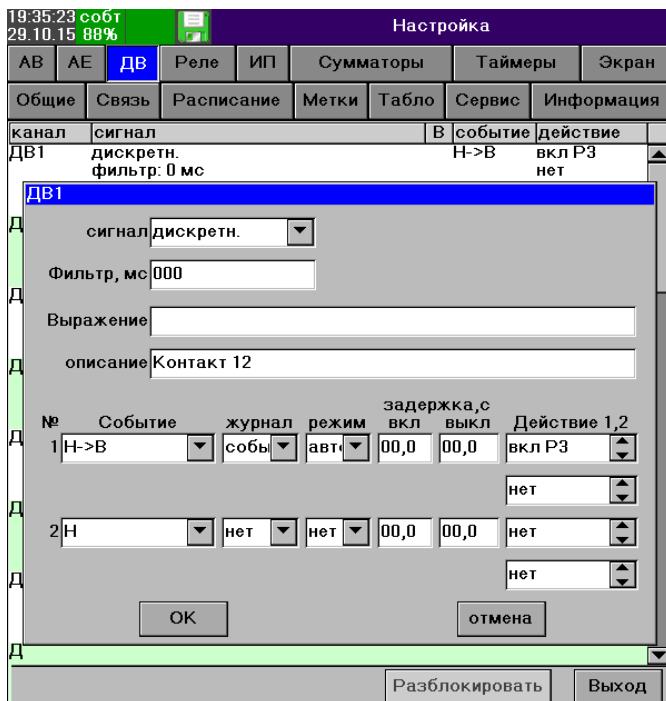 19:35:23 собт
29.10.15 88%
Настройка
АВ АЕ ДВ Реле ИП Сумматоры Таймеры Экран
Общие Связь Расписание Метки Табло Сервис Информация
канал сигнал В событие действие
ДВ1 дискретн. Н->В вкл Р3
фильтр: 0 мс нет
ДВ1
Д
сигнал дискретн.
Фильтр, мс 000
Д
Выражение
Д
описание Контакт 12
задержка,с
№ Событие журнал режим вкл выкл Действие 1,2
Д
1 Н->В собы авт 00,0 00,0 вкл Р3
нет
Д
2 Н нет нет 00,0 00,0 нет
Д
нет
OK отмена
Д
Разблокировать Выход